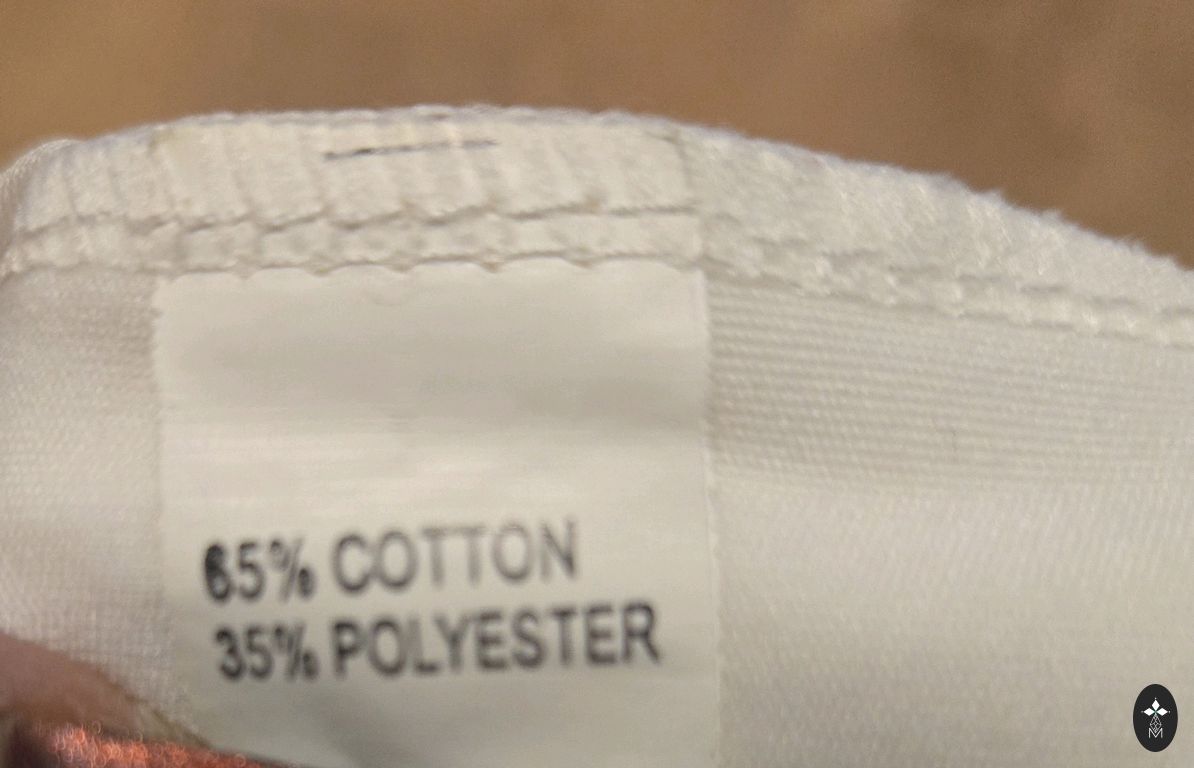 65% COTTON
35% POLYESTER
M